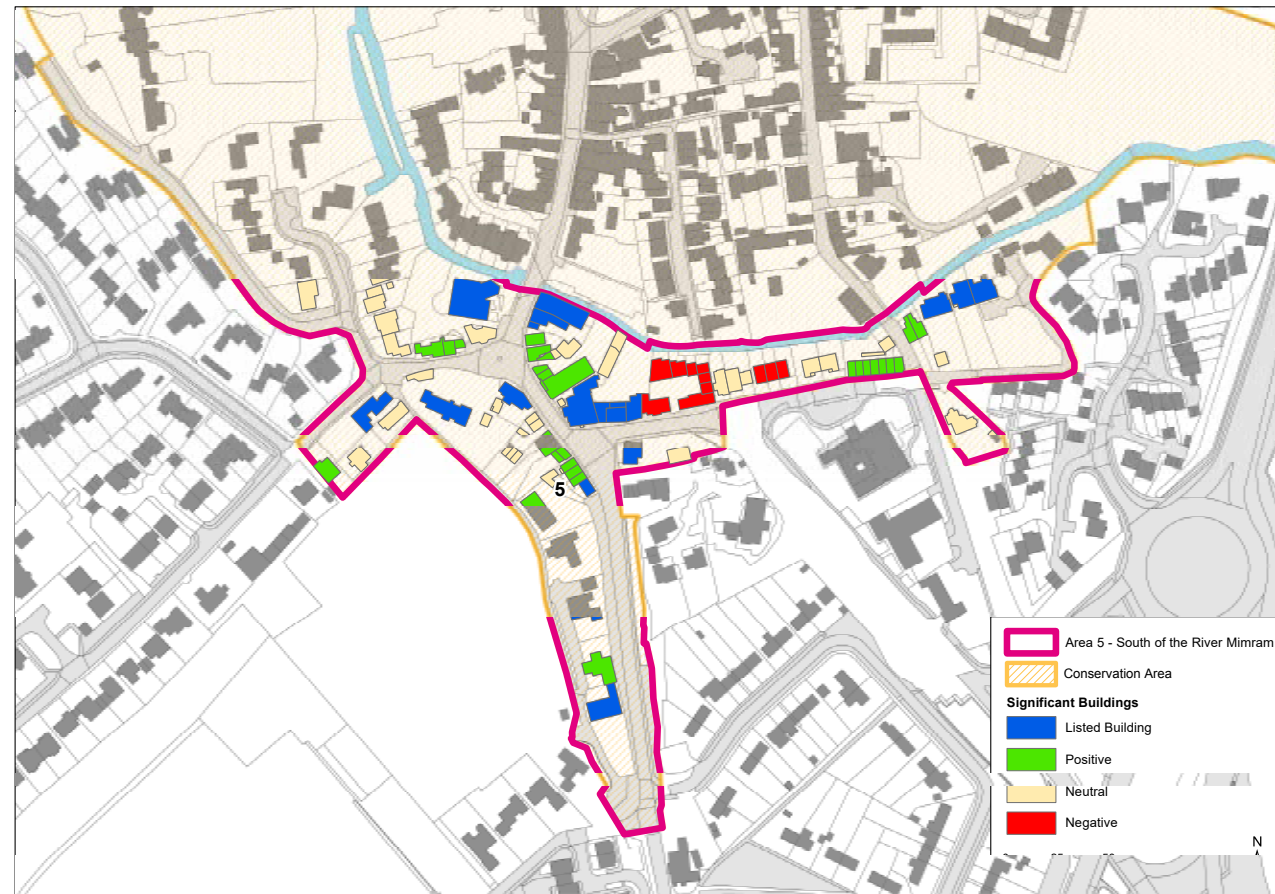 5
Area 5 - South of the River Mimram
Conservation Area
Significant Buildings
Listed Building
Positive
Neutral
Negative
N